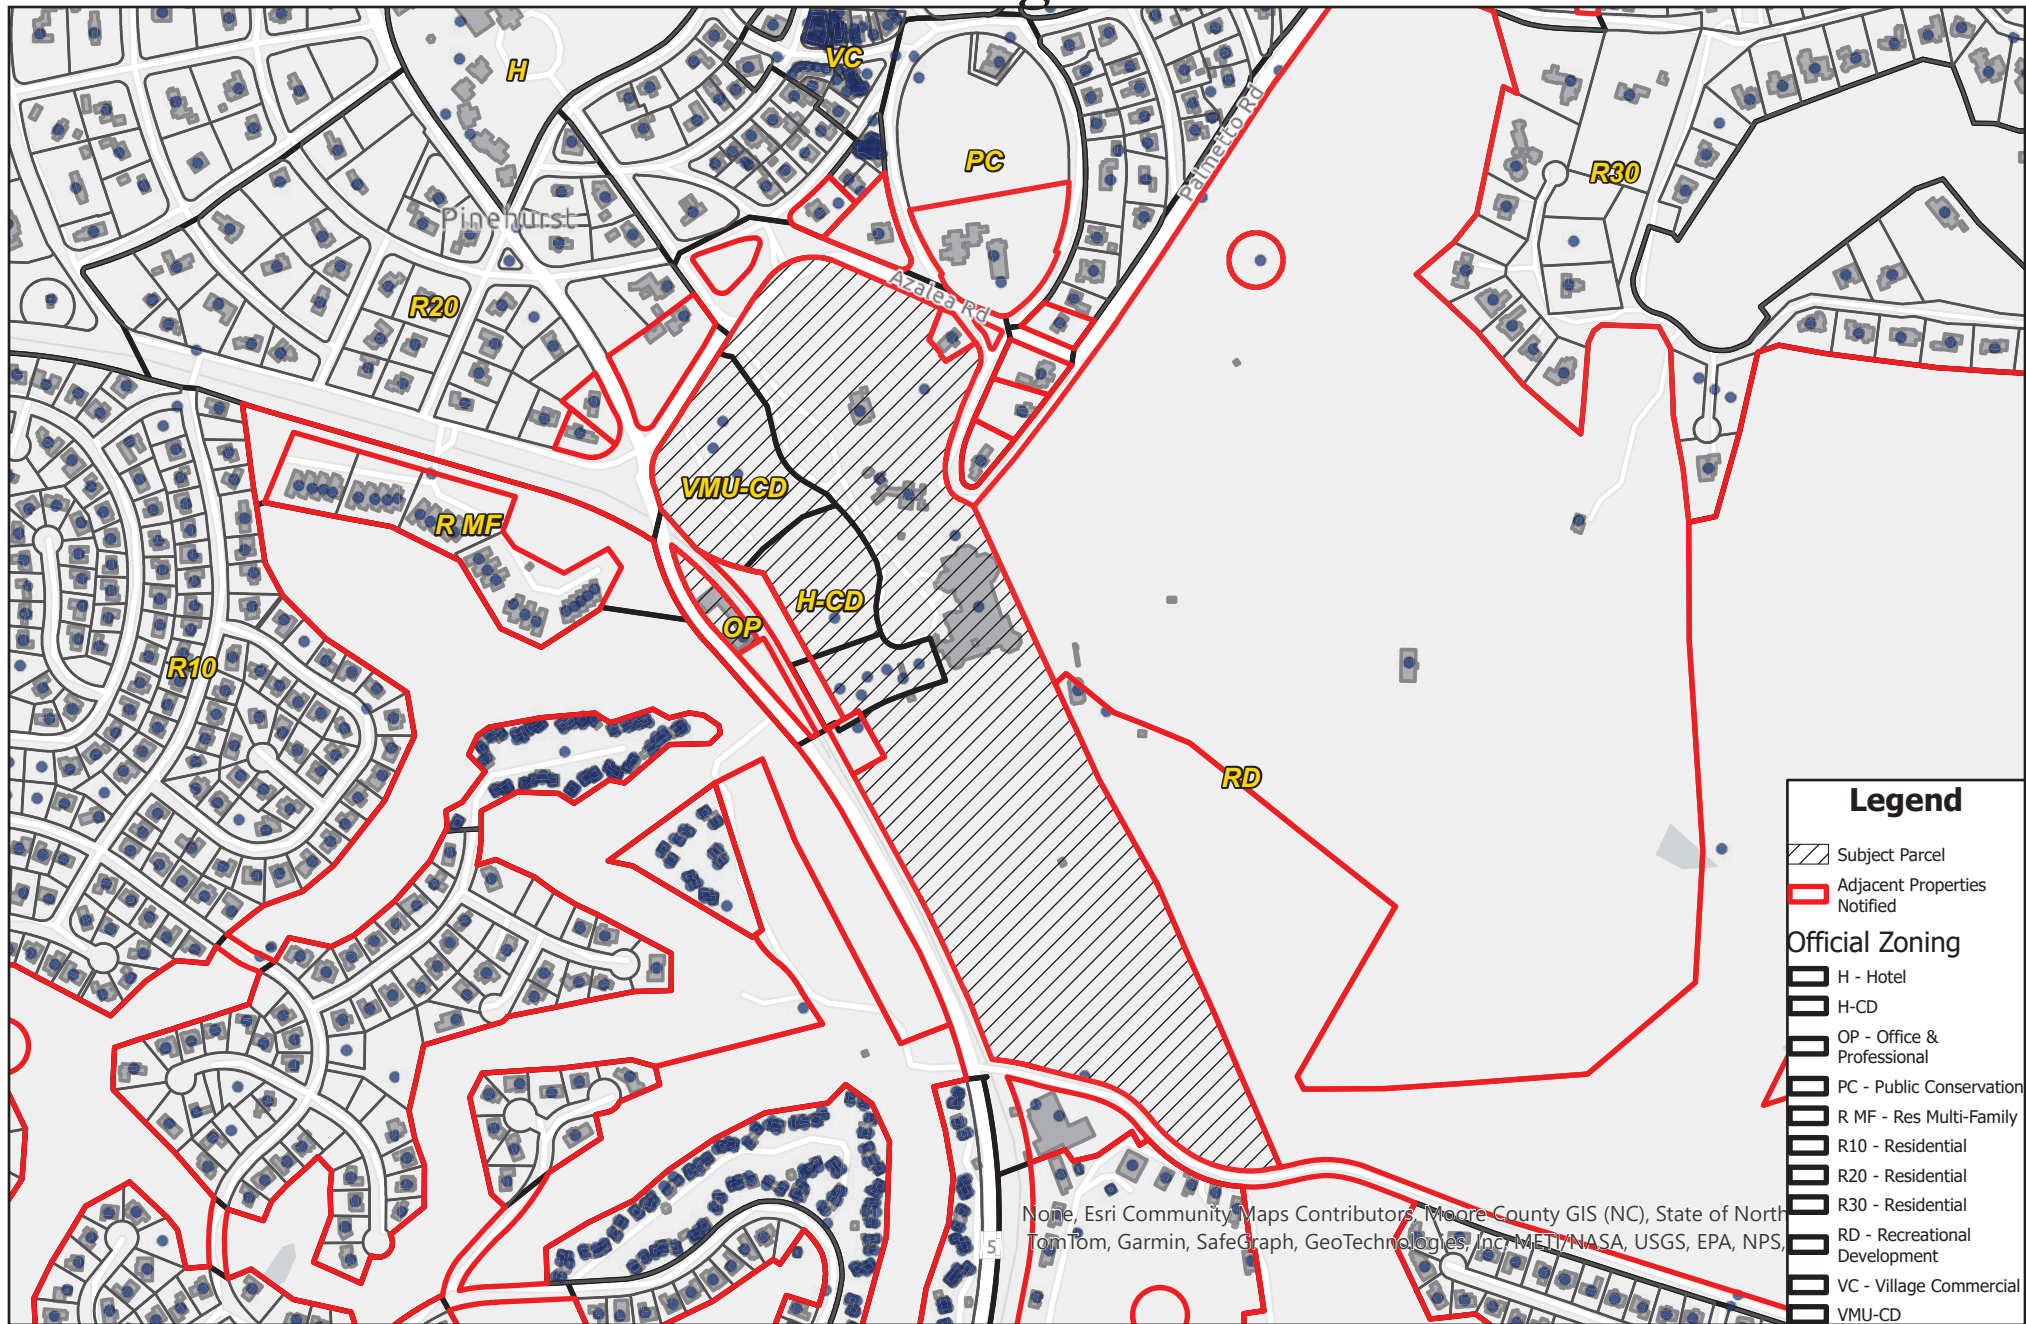 H
VC
PC
Palmetto Rd
R30
Pinehurst
Azalea Rd
R20
VMU-CD
R MF
H-CD
OP
R10
RD
5
None, Esri Community Maps Contributors, Moore County GIS (NC), State of North
TomTom, Garmin, SafeGraph, GeoTechnologies, Inc, METI/NASA, USGS, EPA, NPS,
Legend
Subject Parcel
Adjacent Properties
Notified
Official Zoning
H - Hotel
H-CD
OP - Office &
Professional
PC - Public Conservation
R MF - Res Multi-Family
R10 - Residential
R20 - Residential
R30 - Residential
RD - Recreational
Development
VC - Village Commercial
VMU-CD